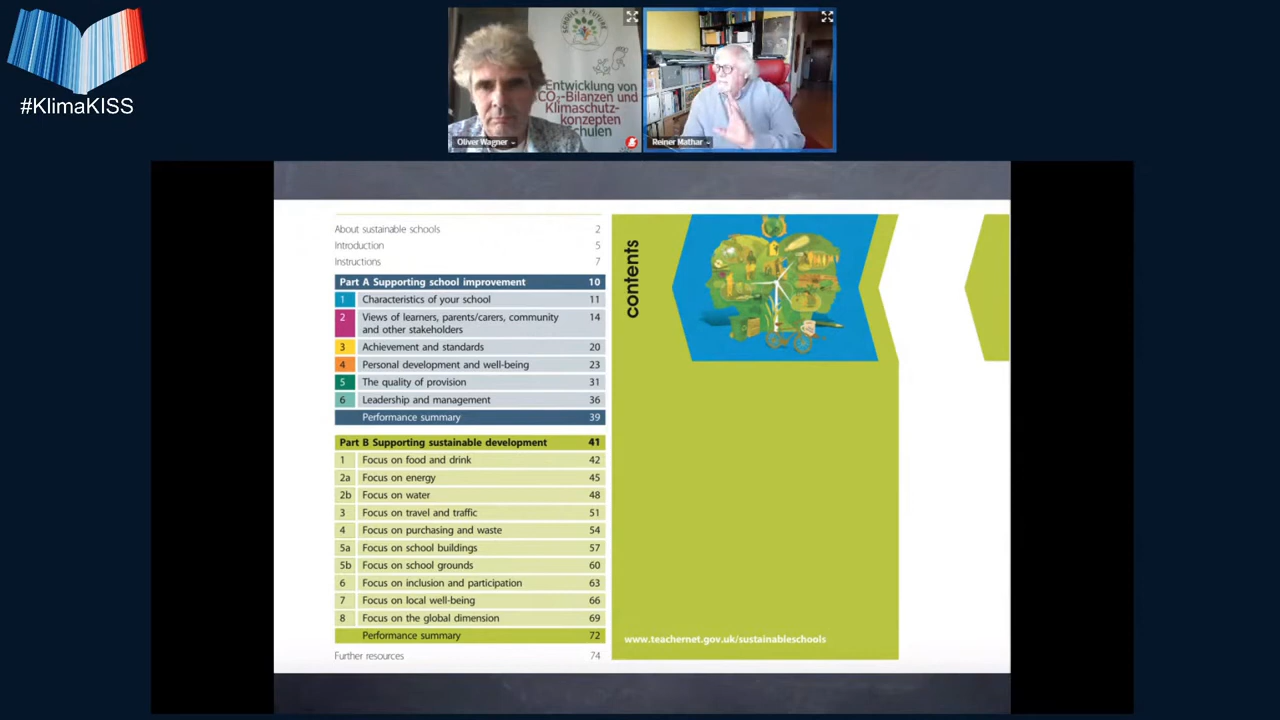 #KlimaKISS
SCHOOLS 4 FUTURE
Entwicklung von
CO₂-Bilanzen und
Klimaschutz-
konzepten
Schulen
Oliver Wagner
Reiner Mathar
About sustainable schools 2
Introduction 5
Instructions 7
Part A Supporting school improvement 10
1 Characteristics of your school 11
2 Views of learners, parents/carers, community 14
and other stakeholders
3 Achievement and standards 20
4 Personal development and well-being 23
5 The quality of provision 31
6 Leadership and management 36
Performance summary 39
Part B Supporting sustainable development 41
1 Focus on food and drink 42
2a Focus on energy 45
2b Focus on water 48
3 Focus on travel and traffic 51
4 Focus on purchasing and waste 54
5a Focus on school buildings 57
5b Focus on school grounds 60
6 Focus on inclusion and participation 63
7 Focus on local well-being 66
8 Focus on the global dimension 69
Performance summary 72
Further resources 74
contents
www.teachernet.gov.uk/sustainableschools